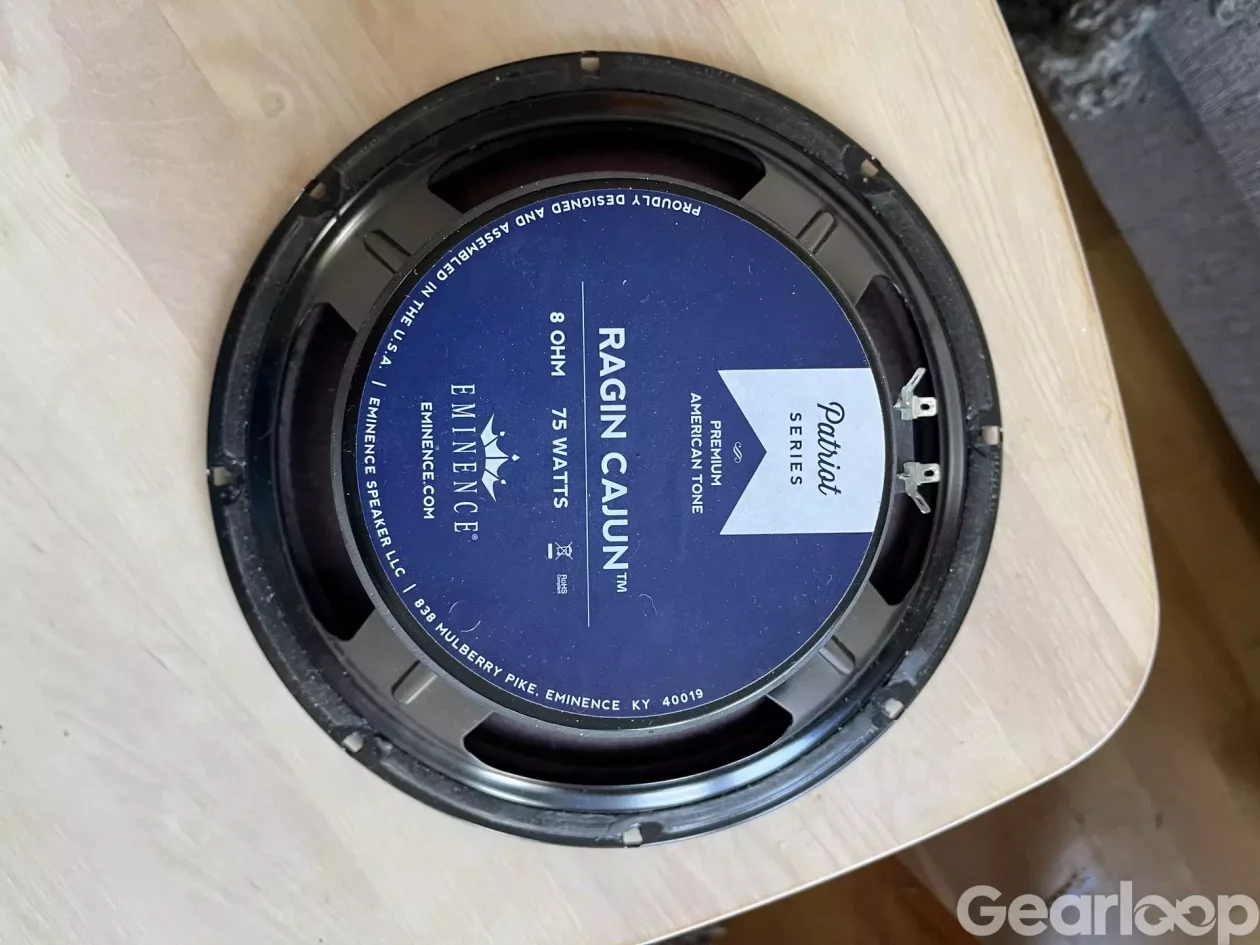 Patriot
SERIES
PREMIUM
AMERICAN TONE
RAGIN CAJUN™
8 OHM 75 WATTS
RoHS
Compliant
EMINENCE®
EMINENCE.COM
PROUDLY DESIGNED AND ASSEMBLED IN THE U.S.A. | EMINENCE SPEAKER LLC | 838 MULBERRY PIKE, EMINENCE KY 40019
Gearloop